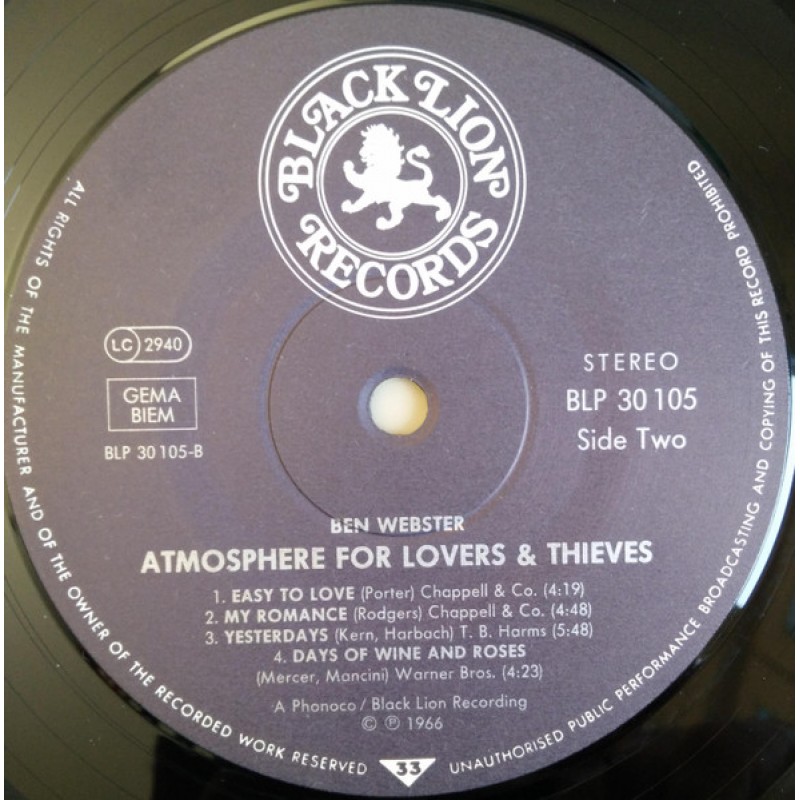 BLACK LION
RECORDS
ALL RIGHTS OF THE MANUFACTURER AND OF THE OWNER OF THE RECORDED WORK RESERVED
33
UNAUTHORISED PUBLIC PERFORMANCE BROADCASTING AND COPYING OF THIS RECORD PROHIBITED
LC 2940
GEMA
BIEM
BLP 30 105-B
STEREO
BLP 30 105
Side Two
BEN WEBSTER
ATMOSPHERE FOR LOVERS & THIEVES
1. EASY TO LOVE (Porter) Chappell & Co. (4:19)
2. MY ROMANCE (Rodgers) Chappell & Co. (4:48)
3. YESTERDAYS (Kern, Harbach) T. B. Harms (5:48)
4. DAYS OF WINE AND ROSES
(Mercer, Mancini) Warner Bros. (4:23)
A Phonoco / Black Lion Recording
© ℗ 1966